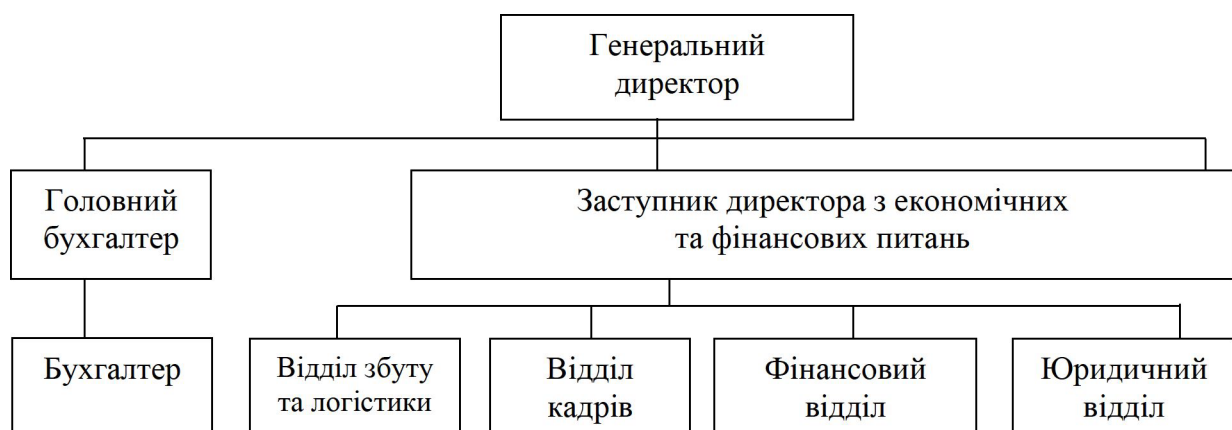 Генеральний
директор
Головний
бухгалтер
Заступник директора з економічних
та фінансових питань
Бухгалтер
Відділ збуту
та логістики
Відділ
кадрів
Фінансовий
відділ
Юридичний
відділ